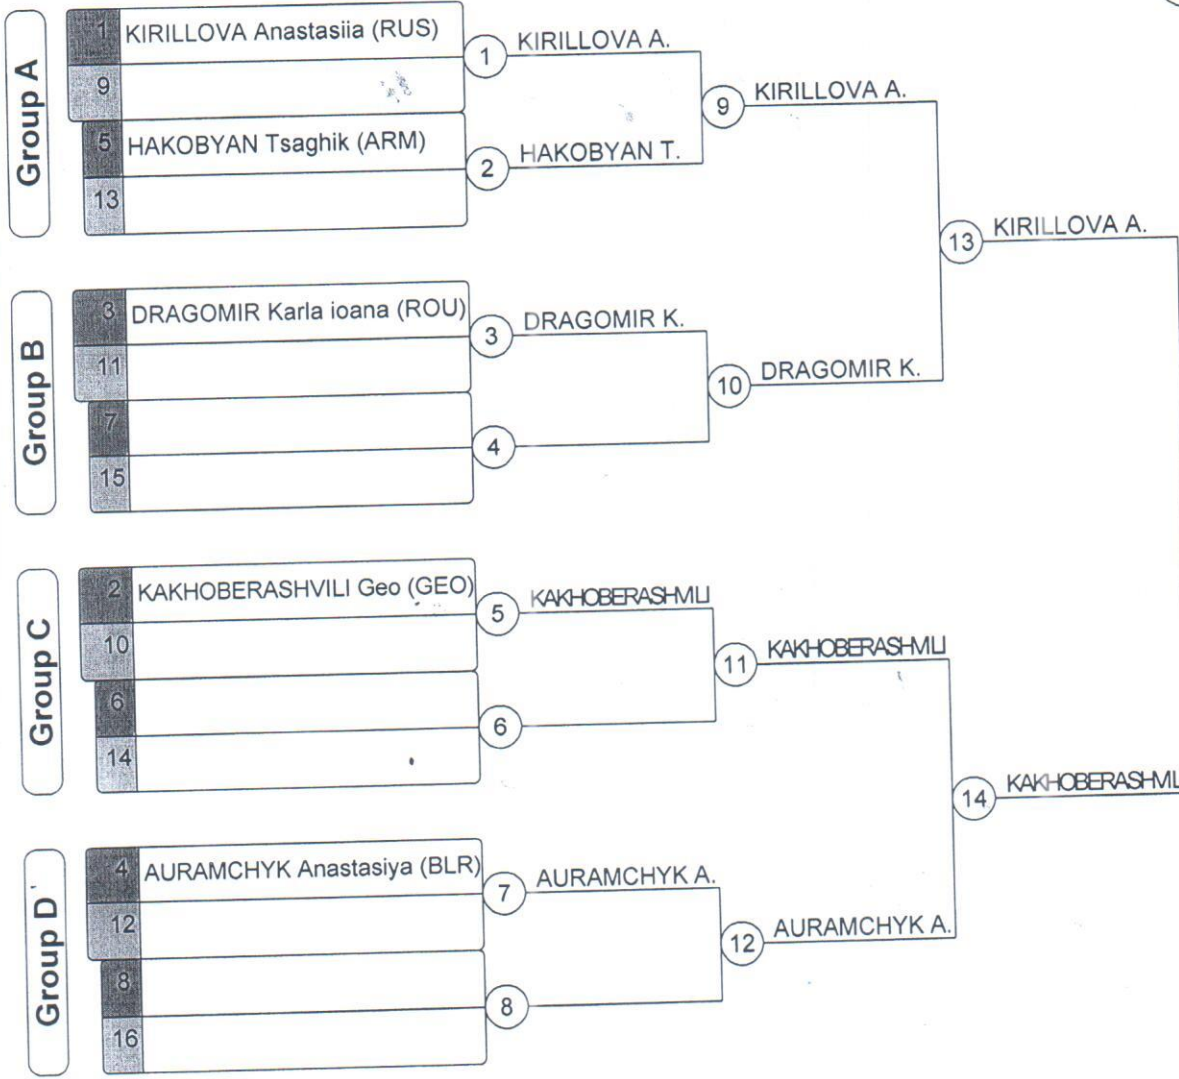 Group A
1 KIRILLOVA Anastasiia (RUS)
9
5 HAKOBYAN Tsaghik (ARM)
13
1 KIRILLOVA A.
2 HAKOBYAN T.
9 KIRILLOVA A.
13 KIRILLOVA A.
Group B
3 DRAGOMIR Karla ioana (ROU)
11
7
15
3 DRAGOMIR K.
4
10 DRAGOMIR K.
Group C
2 KAKHOBERASHVILI Geo (GEO)
10
6
14
5 KAKHOBERASHVILI
6
11 KAKHOBERASHVILI
14 KAKHOBERASHVILI
Group D
4 AURAMCHYK Anastasiya (BLR)
12
8
16
7 AURAMCHYK A.
8
12 AURAMCHYK A.